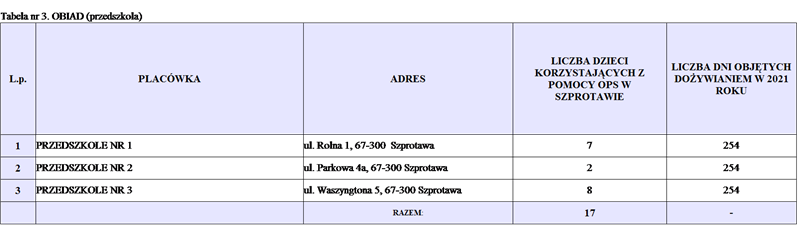 Tabela nr 3. OBIAD (przedszkola)
L.p. PLACÓWKA ADRES LICZBA DZIECI KORZYSTAJĄCYCH Z POMOCY OPS W SZPROTAWIE LICZBA DNI OBJĘTYCH DOŻYWIANIEM W 2021 ROKU
1 PRZEDSZKOLE NR 1 ul. Rolna 1, 67-300 Szprotawa 7 254
2 PRZEDSZKOLE NR 2 ul. Parkowa 4a, 67-300 Szprotawa 2 254
3 PRZEDSZKOLE NR 3 ul. Waszyngtona 5, 67-300 Szprotawa 8 254
RAZEM: 17 -